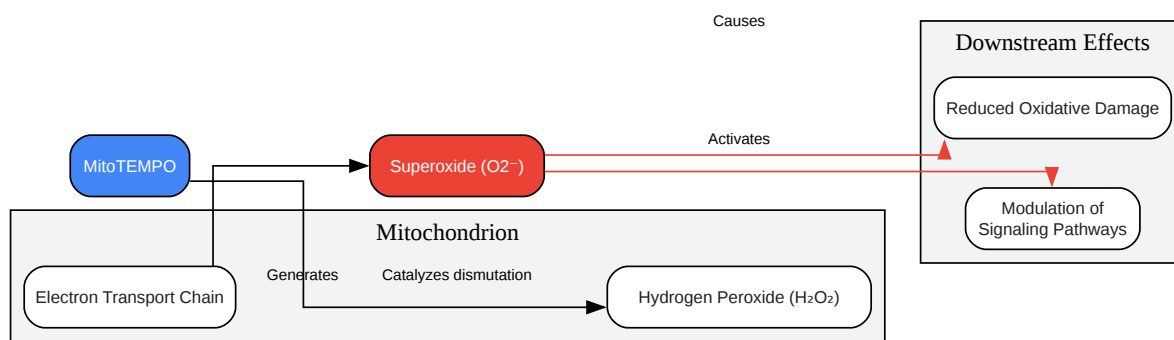 Causes
Downstream Effects
Reduced Oxidative Damage
MitoTEMPO
Superoxide (O2⁻)
Activates
Modulation of
Signaling Pathways
Mitochondrion
Electron Transport Chain
Generates
Catalyzes dismutation
Hydrogen Peroxide (H₂O₂)